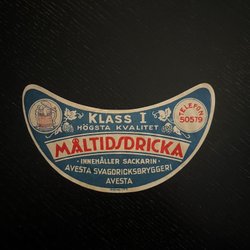 KLASS I
HÖGSTA KVALITET
TELEFON
50579
MÅLTIDSDRICKA
INNEHÅLLER SACKARIN
AVESTA SVAGDRICKSBRYGGERI
AVESTA